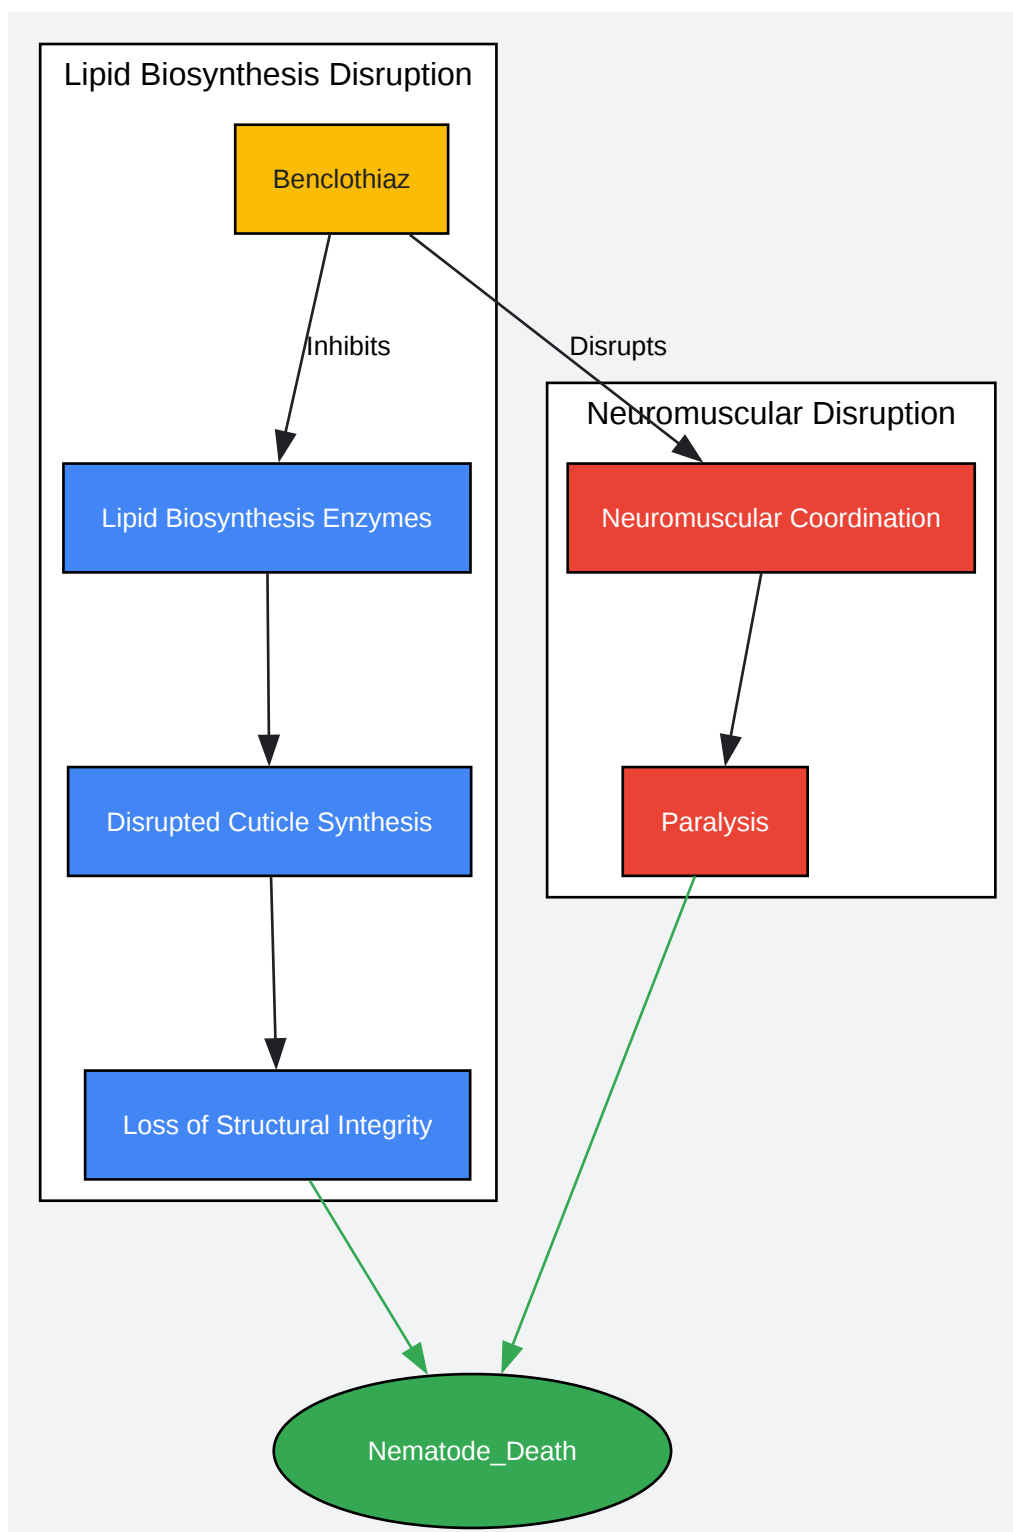 Lipid Biosynthesis Disruption
Benclothiaz
Inhibits
Disrupts
Neuromuscular Disruption
Lipid Biosynthesis Enzymes
Neuromuscular Coordination
Disrupted Cuticle Synthesis
Paralysis
Loss of Structural Integrity
Nematode_Death